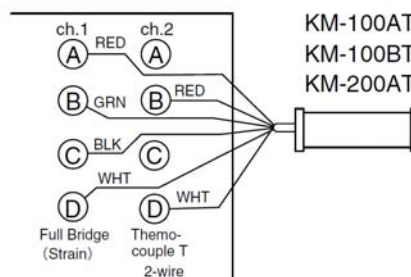 ch.1 ch.2
KM-100AT
KM-100BT
KM-200AT
A RED A
B GRN B RED
C BLK C
WHT
D D WHT
Full Bridge
(Strain)
Themo-
couple T
2-wire